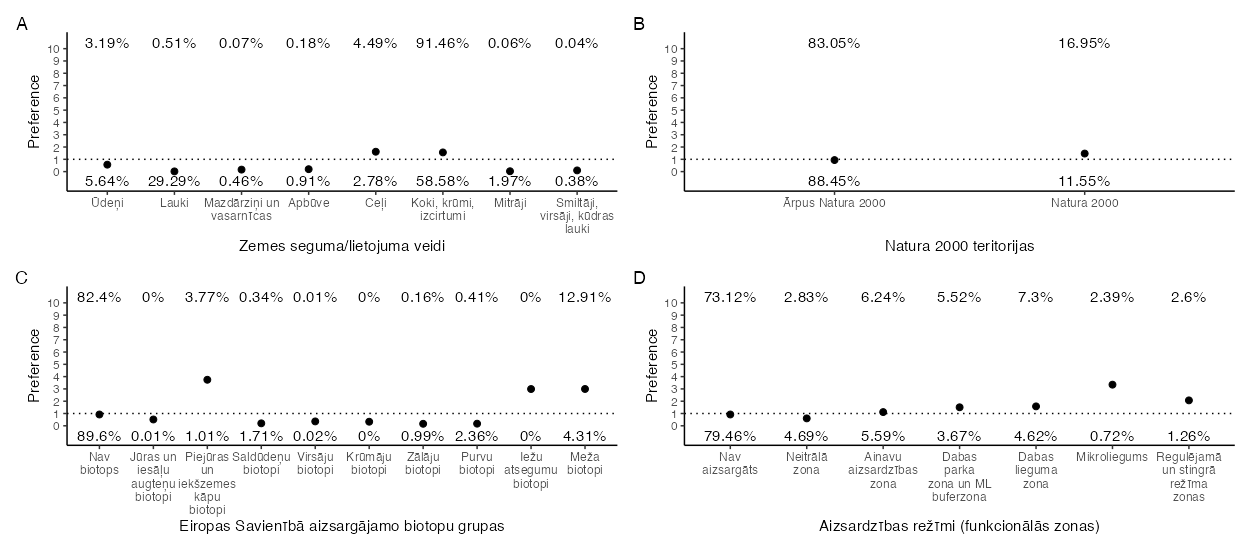 A
3.19% 0.51% 0.07% 0.18% 4.49% 91.46% 0.06% 0.04%
Preference
10
9
8
7
6
5
4
3
2
1
0
5.64% 29.29% 0.46% 0.91% 2.78% 58.58% 1.97% 0.38%
Ūdeņi Lauki Mazdārziņi un Apbūve Ceļi Koki, krūmi, Mitrāji Smiltāji,
vasarnīcas izcirtumi virsāji, kūdras
lauki
Zemes seguma/lietojuma veidi
B
83.05% 16.95%
Preference
10
9
8
7
6
5
4
3
2
1
0
88.45% 11.55%
Ārpus Natura 2000 Natura 2000
Natura 2000 teritorijas
C
82.4% 0% 3.77% 0.34% 0.01% 0% 0.16% 0.41% 0% 12.91%
Preference
10
9
8
7
6
5
4
3
2
1
0
89.6% 0.01% 1.01% 1.71% 0.02% 0% 0.99% 2.36% 0% 4.31%
Nav Jūras un Piejūras Saldūdeņu Virsāju Krūmāju Zālāju Purvu Iežu Meža
biotops iesāļu un biotopi biotopi biotopi biotopi biotopi atsegumu biotopi
augteņu iekšzemes biotopi
biotopi kāpu
biotopi
Eiropas Savienībā aizsargājamo biotopu grupas
D
73.12% 2.83% 6.24% 5.52% 7.3% 2.39% 2.6%
Preference
10
9
8
7
6
5
4
3
2
1
0
79.46% 4.69% 5.59% 3.67% 4.62% 0.72% 1.26%
Nav Neitrālā Ainavu Dabas Dabas Mikroliegums Regulējamā
aizsargāts zona aizsardzības parka lieguma un stingrā
zona zona un ML zona režīma
buferzona zonas
Aizsardzības režīmi (funkcionālās zonas)